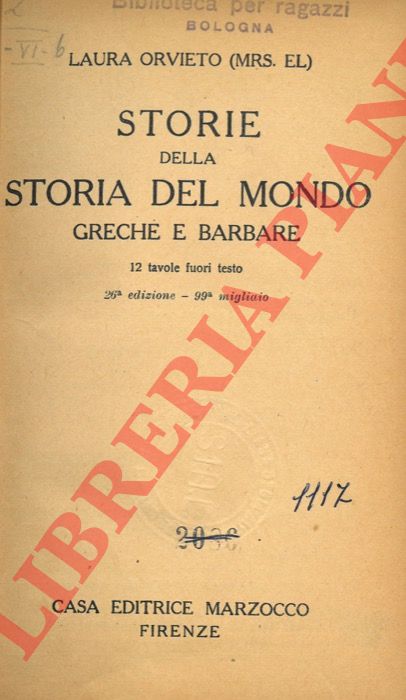 Biblioteca per ragazzi
BOLOGNA
- VI - b
LAURA ORVIETO (MRS. EL)
STORIE
DELLA
STORIA DEL MONDO
GRECHE E BARBARE
12 tavole fuori testo
26ª edizione - 99º migliaio
1117
CASA EDITRICE MARZOCCO
FIRENZE
LIBRERIA PIANI